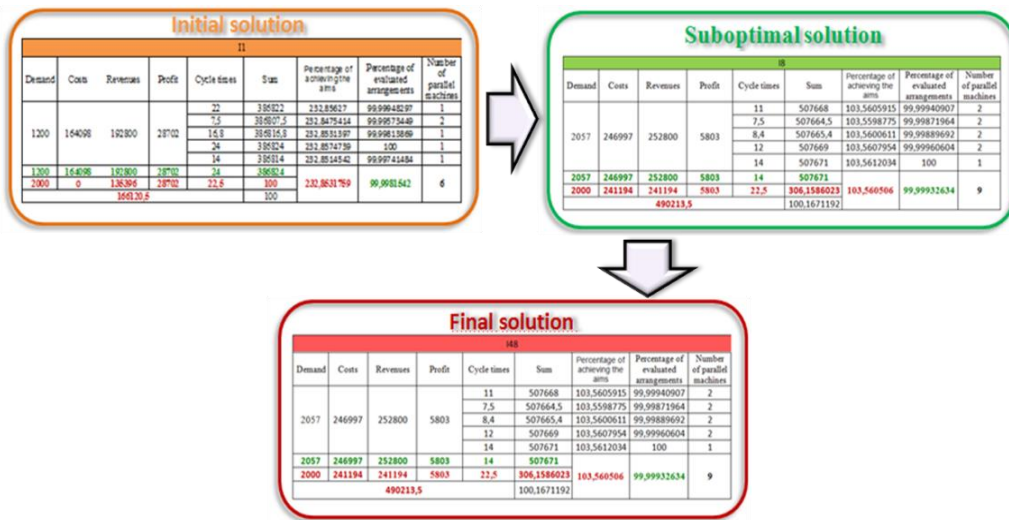 Initial solution
I1
Demand Costs Revenues Profit Cycle times Sum Percentage of achieving the aims Percentage of evaluated arrangements Number of parallel machines
1200 164098 192800 28702
22 386822 232,85627 99,99948297 1
7,5 386807,5 232,8475414 99,99573449 2
16,8 386816,8 232,8531397 99,99813869 1
24 386824 232,8574739 100 1
14 386814 232,8514542 99,99741484 1
1200 164098 192800 28702 24 386824
2000 0 136396 28702 22,5 100 232,8531759 99,9981542 6
166120,5 100
Suboptimal solution
I8
Demand Costs Revenues Profit Cycle times Sum Percentage of achieving the aims Percentage of evaluated arrangements Number of parallel machines
2057 246997 252800 5803
11 507668 103,5605915 99,99940907 2
7,5 507664,5 103,5598775 99,99871964 2
8,4 507665,4 103,5600611 99,99889692 2
12 507669 103,5607954 99,99960604 2
14 507671 103,5612034 100 1
2057 246997 252800 5803 14 507671
2000 241194 241194 5803 22,5 306,1586023 103,560506 99,99932634 9
490213,5 100,1671192
Final solution
I48
Demand Costs Revenues Profit Cycle times Sum Percentage of achieving the aims Percentage of evaluated arrangements Number of parallel machines
2057 246997 252800 5803
11 507668 103,5605915 99,99940907 2
7,5 507664,5 103,5598775 99,99871964 2
8,4 507665,4 103,5600611 99,99889692 2
12 507669 103,5607954 99,99960604 2
14 507671 103,5612034 100 1
2057 246997 252800 5803 14 507671
2000 241194 241194 5803 22,5 306,1586023 103,560506 99,99932634 9
490213,5 100,1671192